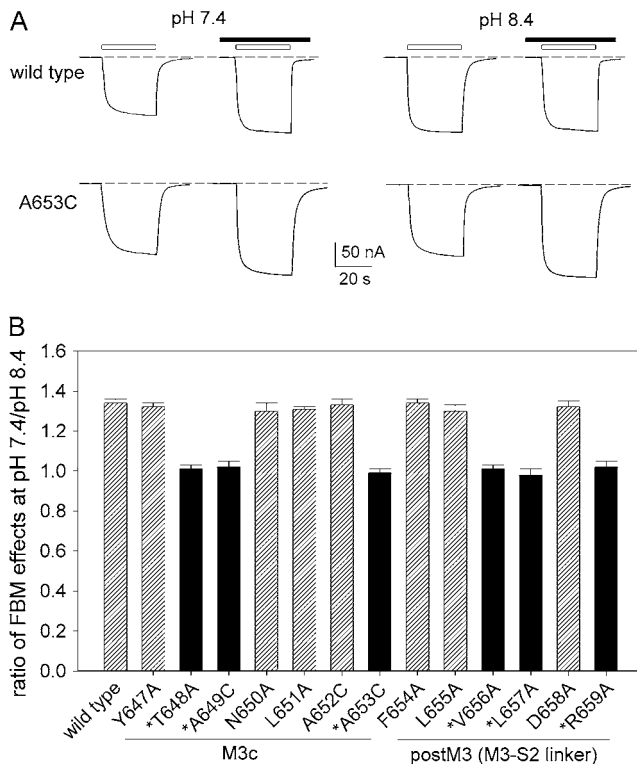 A
pH 7.4
pH 8.4
wild type
A653C
50 nA
20 s
B
ratio of FBM effects at pH 7.4/pH 8.4
1.6
1.4
1.2
1.0
0.8
0.6
0.4
0.2
0.0
wild type
Y647A
*T648A
*A649C
N650A
L651A
A652C
*A653C
F654A
L655A
*V656A
*L657A
D658A
*R659A
M3c
postM3 (M3-S2 linker)